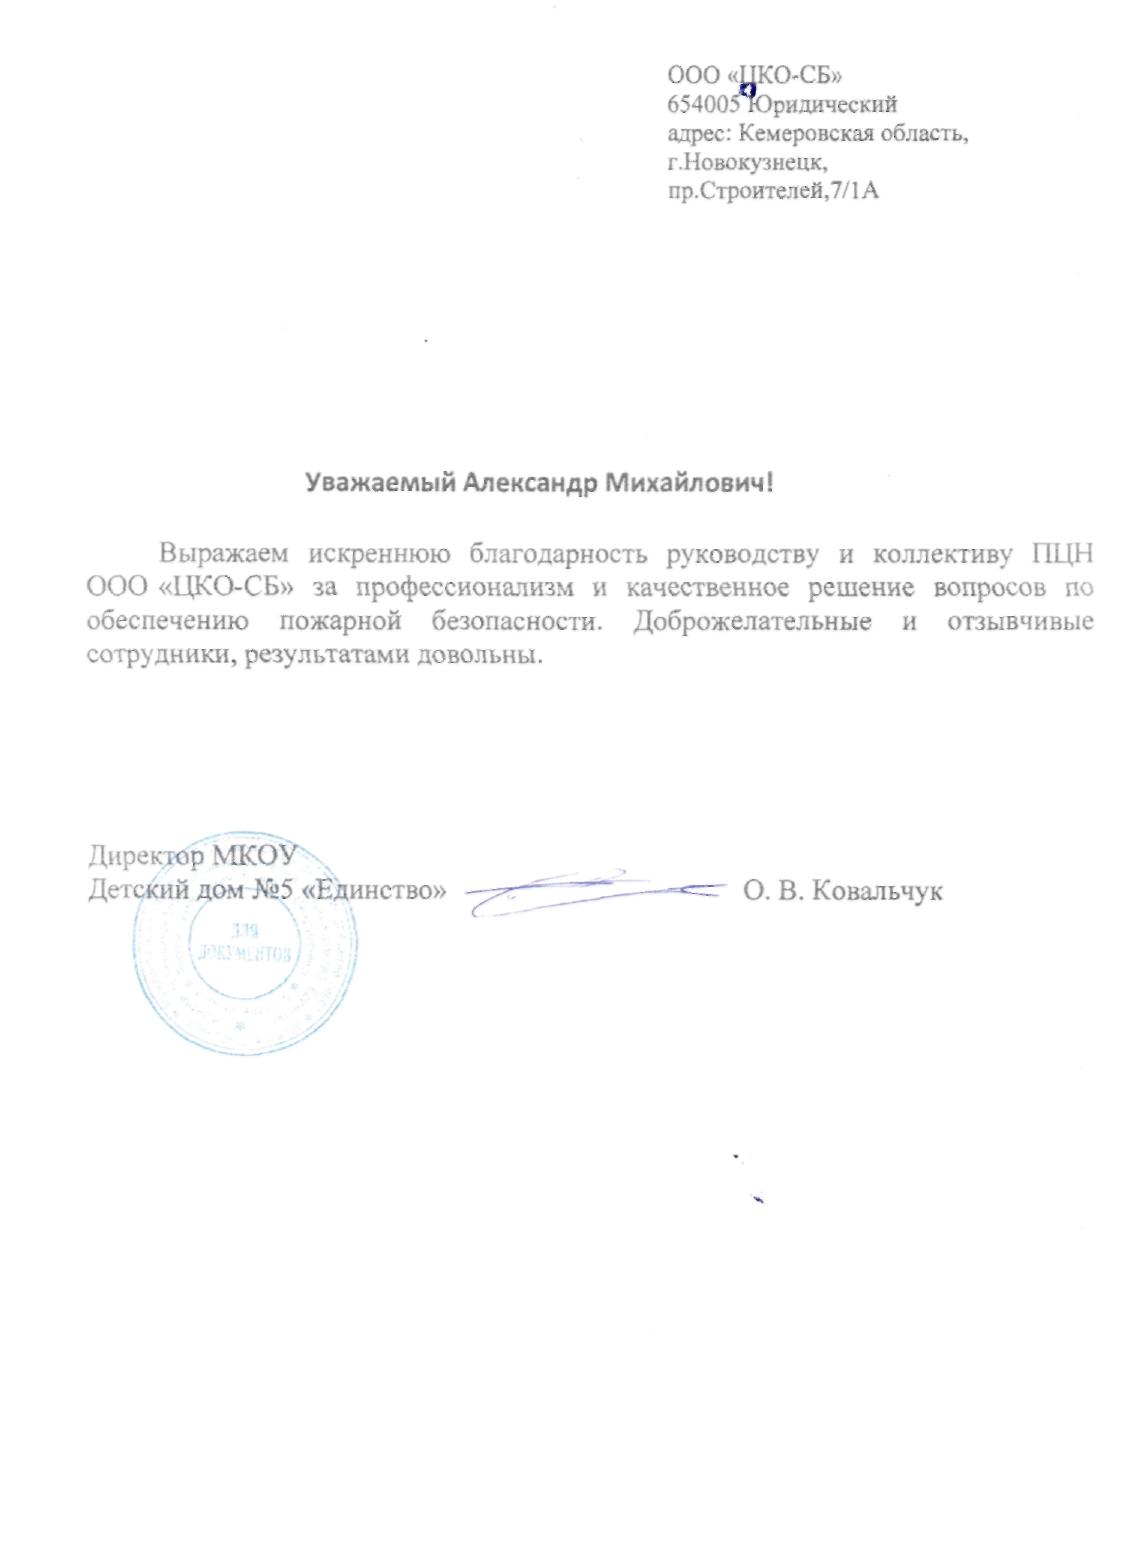 ООО «ЦКО-СБ»
654005 Юридический
адрес: Кемеровская область,
г.Новокузнецк,
пр.Строителей,7/1А
Уважаемый Александр Михайлович!
Выражаем искреннюю благодарность руководству и коллективу ПЦН
ООО «ЦКО-СБ» за профессионализм и качественное решение вопросов по
обеспечению пожарной безопасности. Доброжелательные и отзывчивые
сотрудники, результатами довольны.
Директор МКОУ
Детский дом №5 «Единство» О. В. Ковальчук
ДЛЯ
ДОКУМЕНТОВ